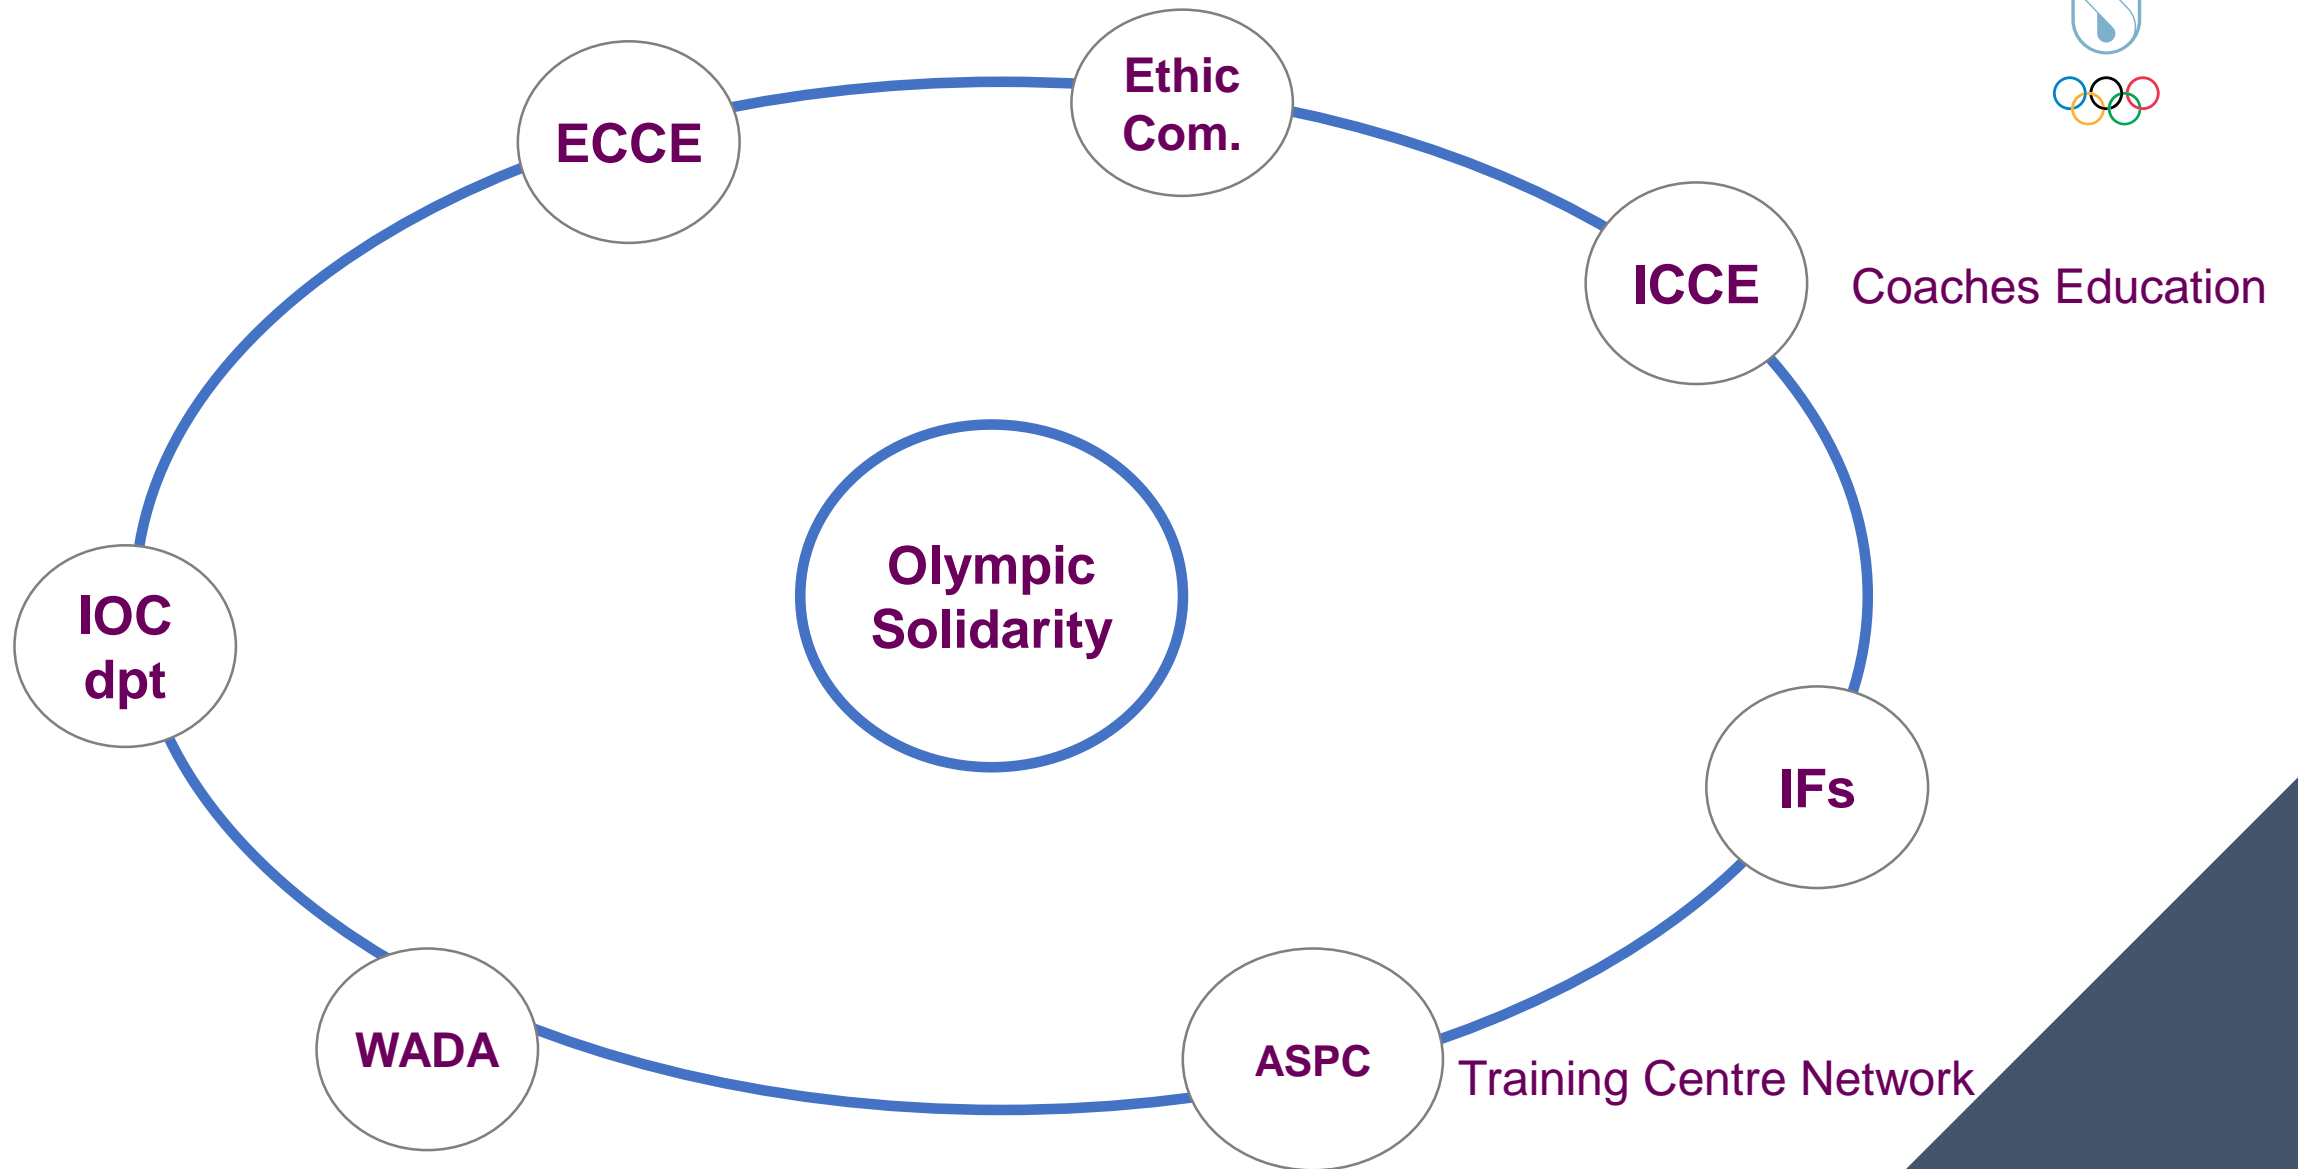 Ethic
Com.
ECCE
ICCE
Coaches Education
Olympic
Solidarity
IOC
dpt
IFs
WADA
ASPC
Training Centre Network